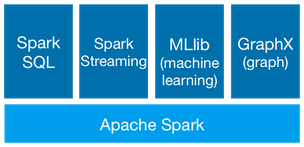 Spark
SQL
Spark
Streaming
MLlib
(machine
learning)
GraphX
(graph)
Apache Spark